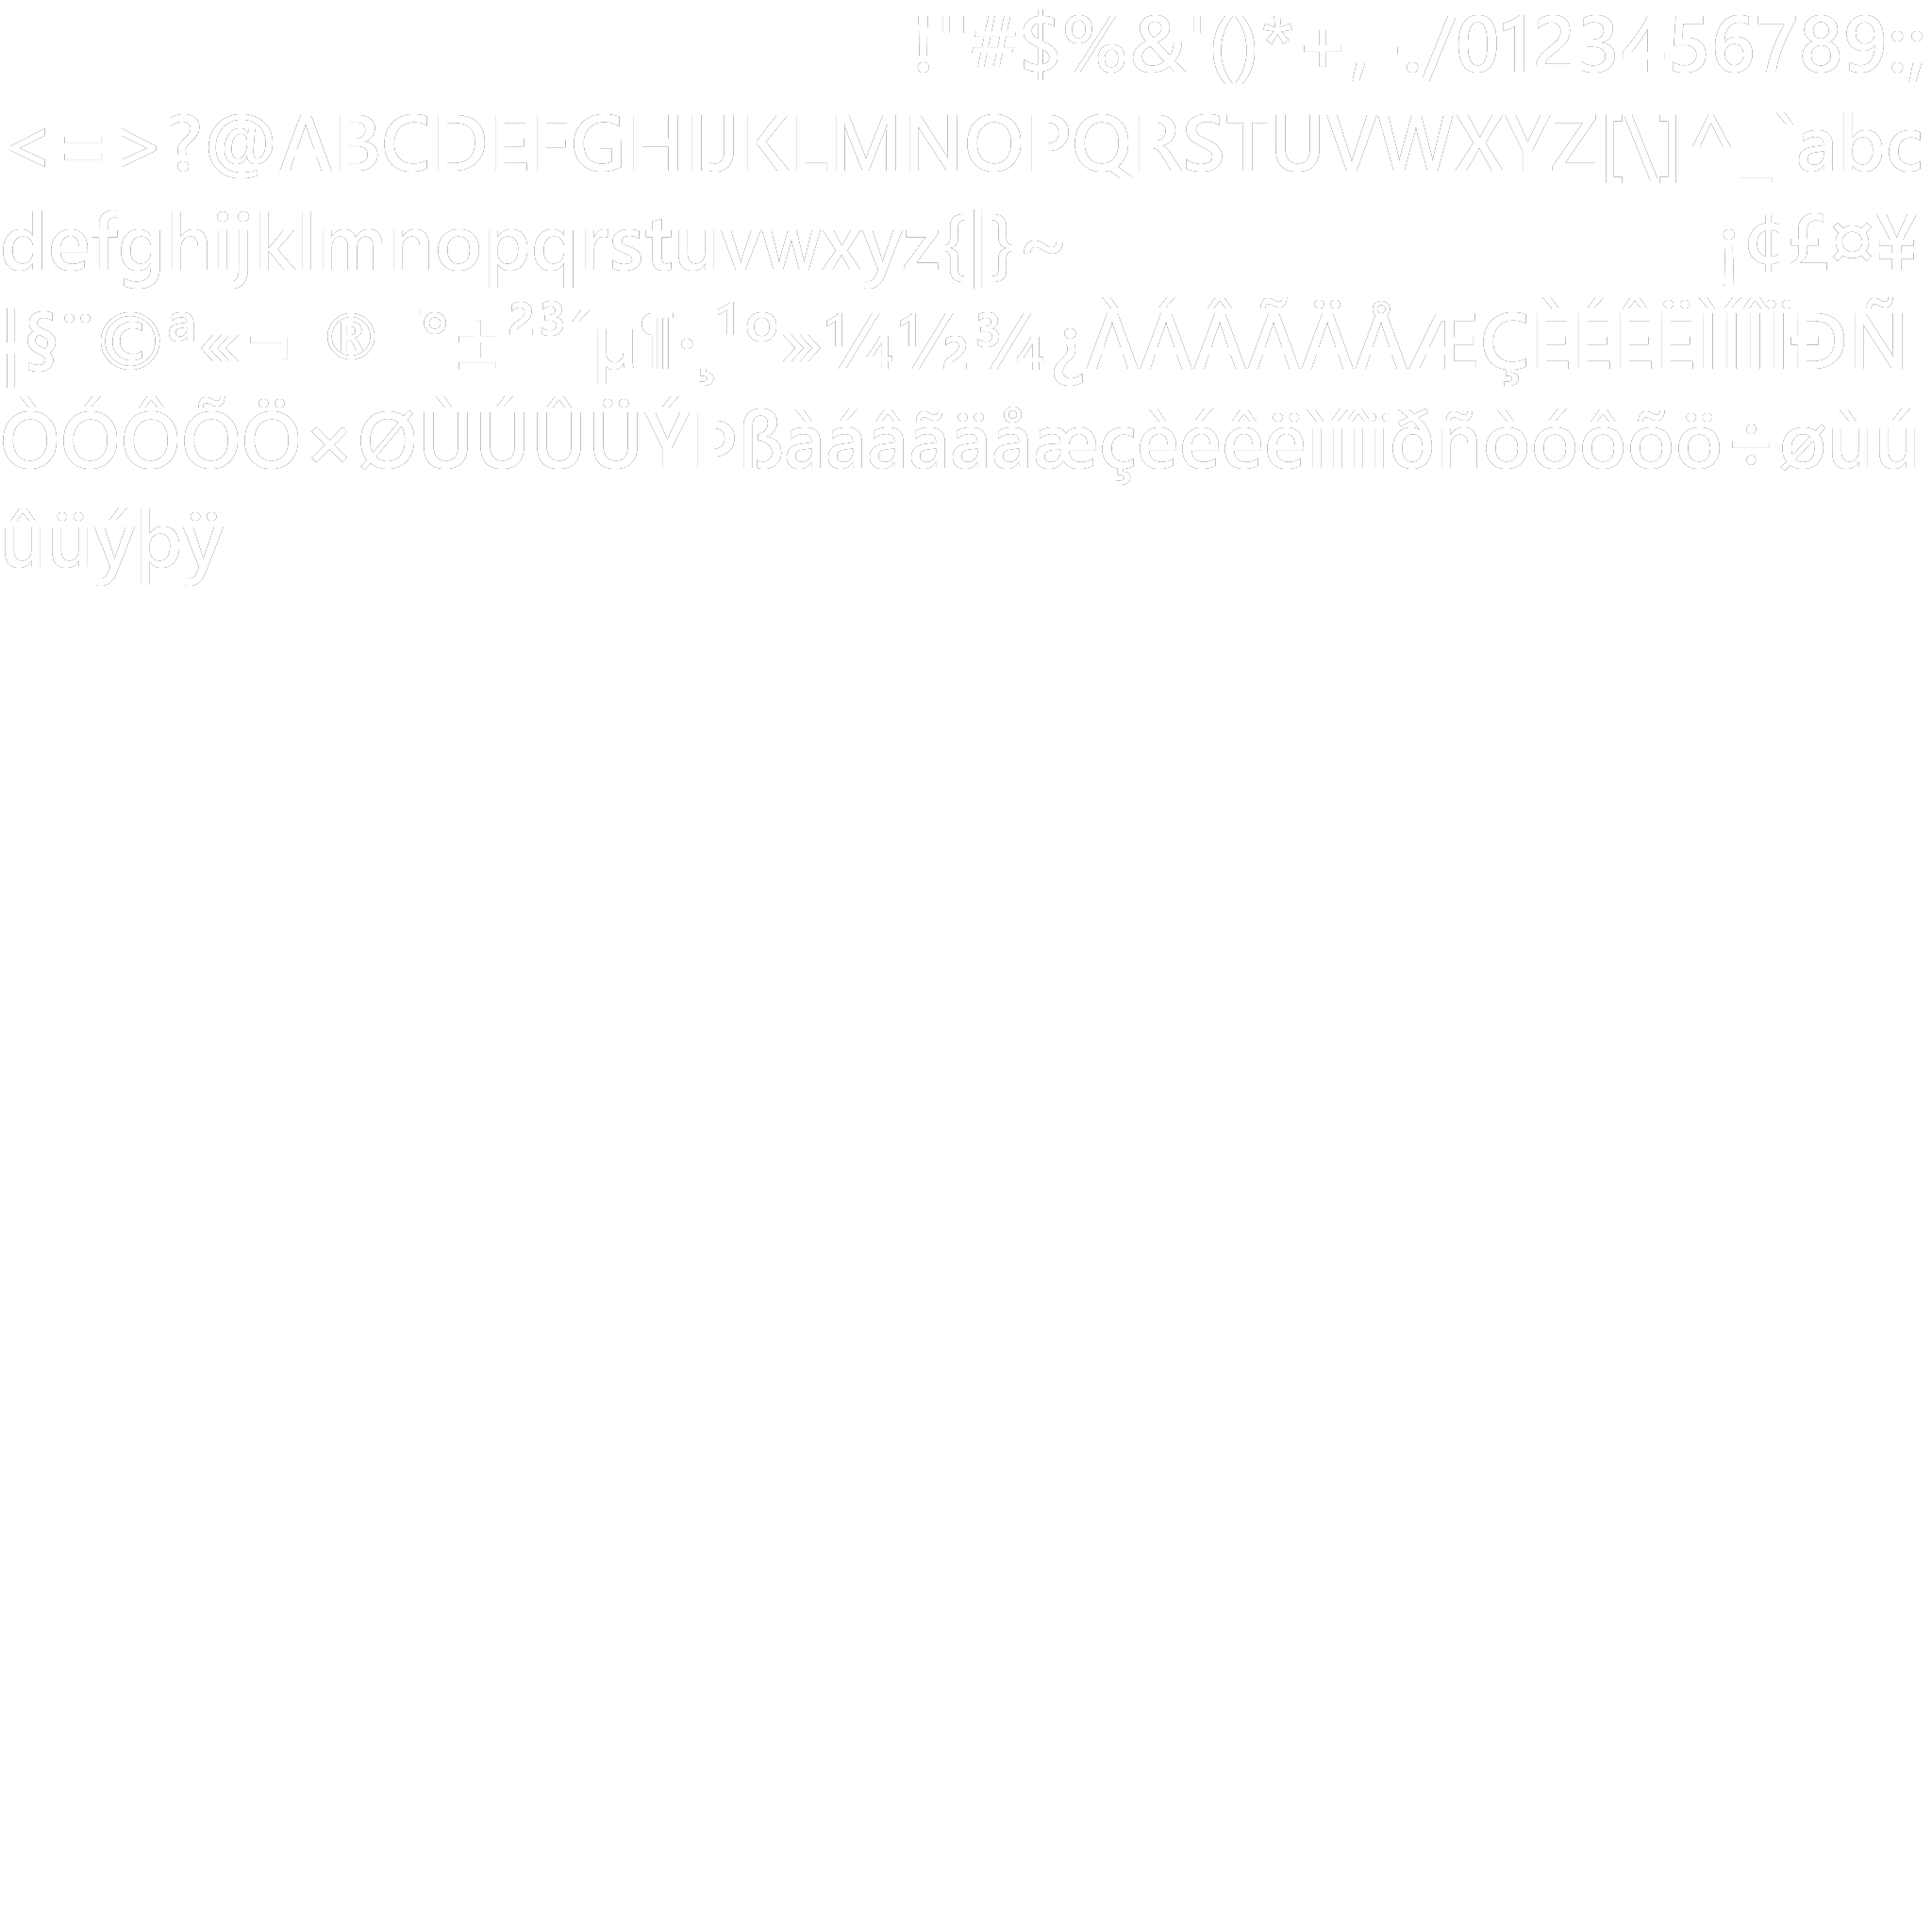 !"#$%&'()*+,-./0123456789:;
<=>?@ABCDEFGHIJKLMNOPQRSTUVWXYZ[\]^_`abc
defghijklmnopqrstuvwxyz{|}~ ¡¢£¤¥
¦§¨©ª«¬ ®¯°±²³´µ¶·¸¹º»¼½¾¿ÀÁÂÃÄÅÆÇÈÉÊËÌÍÎÏÐÑ
ÒÓÔÕÖ×ØÙÚÛÜÝÞßàáâãäåæçèéêëìíîïðñòóôõö÷øùú
ûüýþÿ